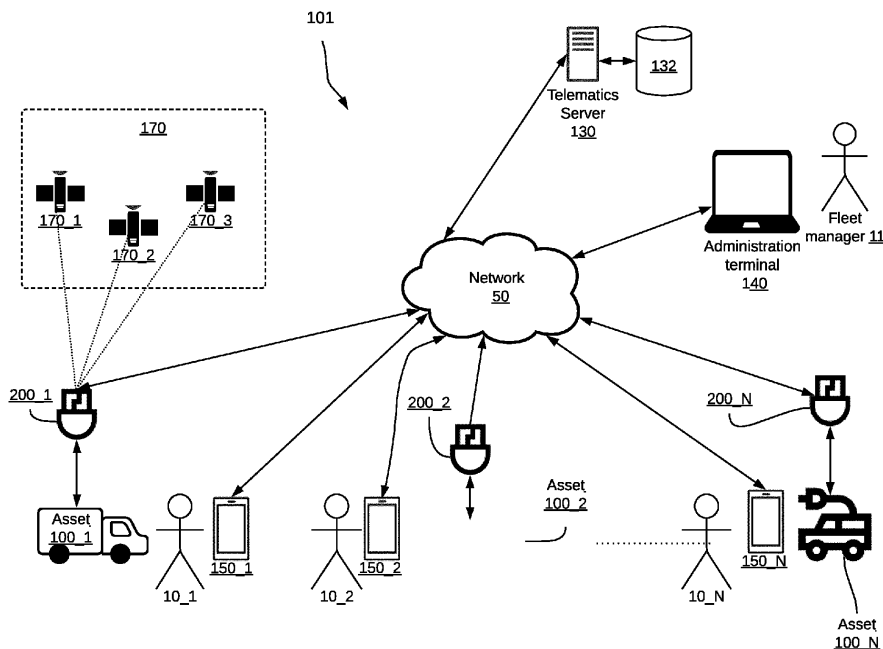 101
132
Telematics
Server
130
170
170_1
170_2
170_3
Fleet
manager 11
Administration
terminal
140
Network
50
200_1
200_2
200_N
Asset
100_1
Asset
100_2
150_1
150_2
150_N
10_1
10_2
10_N
Asset
100_N